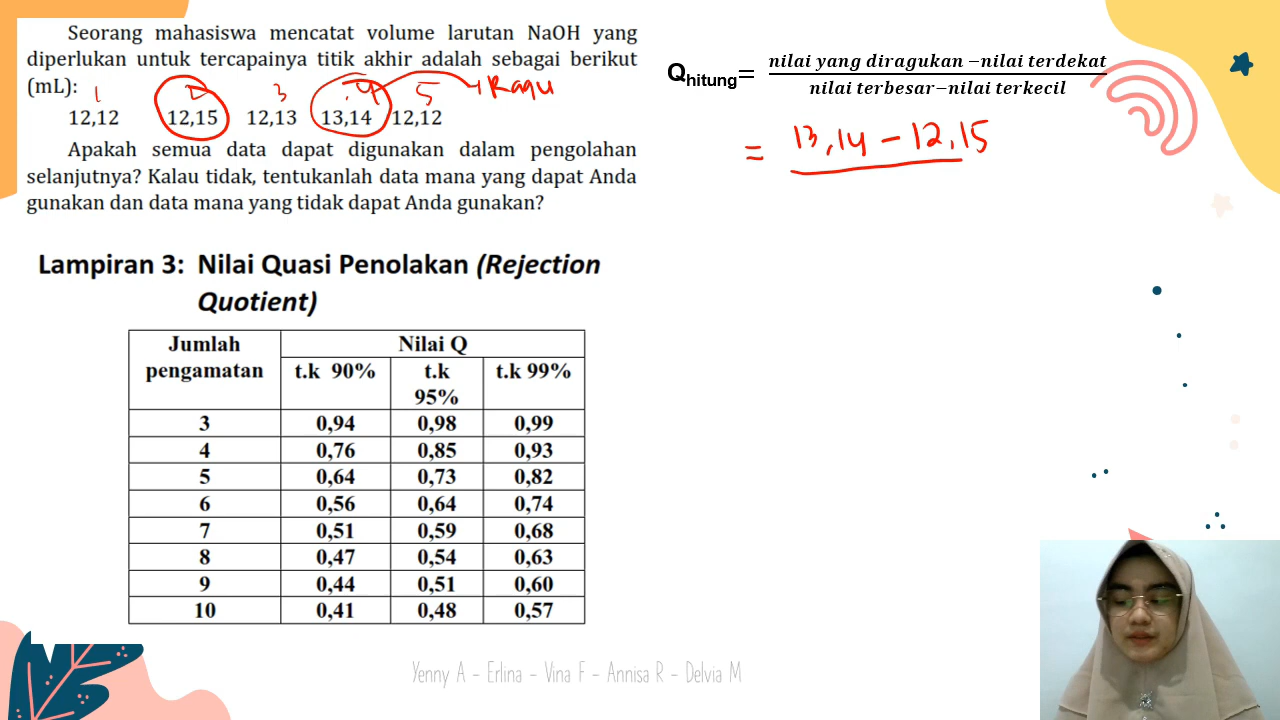 Seorang mahasiswa mencatat volume larutan NaOH yang
diperlukan untuk tercapainya titik akhir adalah sebagai berikut
(mL):
1 2 3 4 5 Ragu
12,12 12,15 12,13 13,14 12,12
Apakah semua data dapat digunakan dalam pengolahan
selanjutnya? Kalau tidak, tentukanlah data mana yang dapat Anda
gunakan dan data mana yang tidak dapat Anda gunakan?
Qhitung= nilai yang diragukan −nilai terdekat
nilai terbesar−nilai terkecil
= 13,14 − 12,15
Lampiran 3: Nilai Quasi Penolakan (Rejection
Quotient)
Jumlah pengamatan Nilai Q
t.k 90% t.k 95% t.k 99%
3 0,94 0,98 0,99
4 0,76 0,85 0,93
5 0,64 0,73 0,82
6 0,56 0,64 0,74
7 0,51 0,59 0,68
8 0,47 0,54 0,63
9 0,44 0,51 0,60
10 0,41 0,48 0,57
Yenny A - Erlina - Vina F - Annisa R - Delvia M